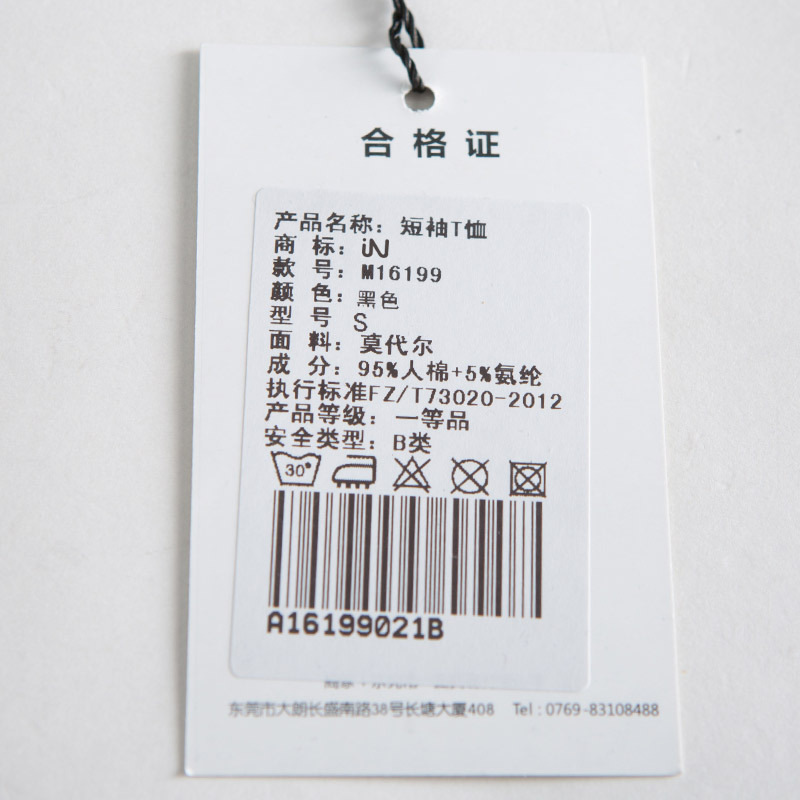 合格证
产品名称：短袖T恤
商 标：iN
款 号：M16199
颜 色：黑色
型 号 S
面 料：莫代尔
成 分：95%人棉+5%氨纶
执行标准FZ/T73020-2012
产品等级：一等品
安全类型：B类
30°
A16199021B
东莞市大朗长盛南路38号长塘大厦408 Tel：0769-83108488